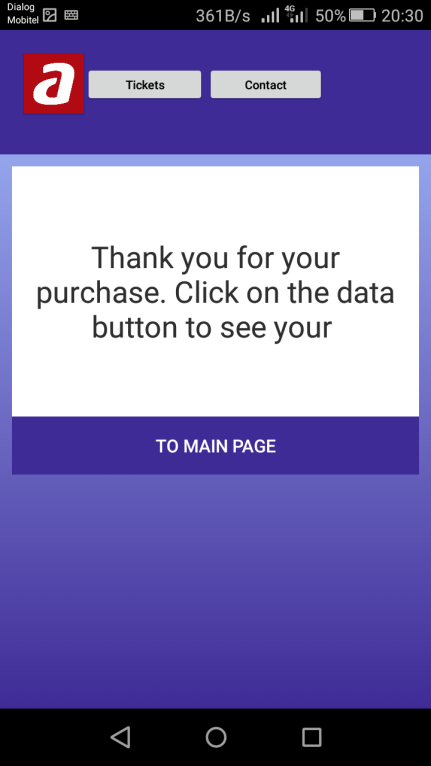 Dialog
Mobitel
361B/s 4G 50% 20:30
a
Tickets Contact
Thank you for your
purchase. Click on the data
button to see your
TO MAIN PAGE